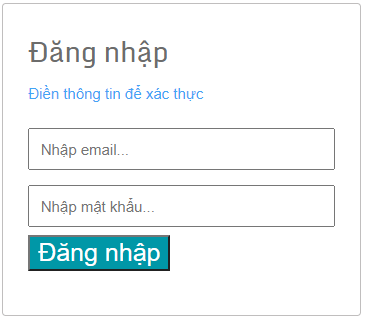 Đăng nhập
Điền thông tin để xác thực
Nhập email...
Nhập mật khẩu...
Đăng nhập